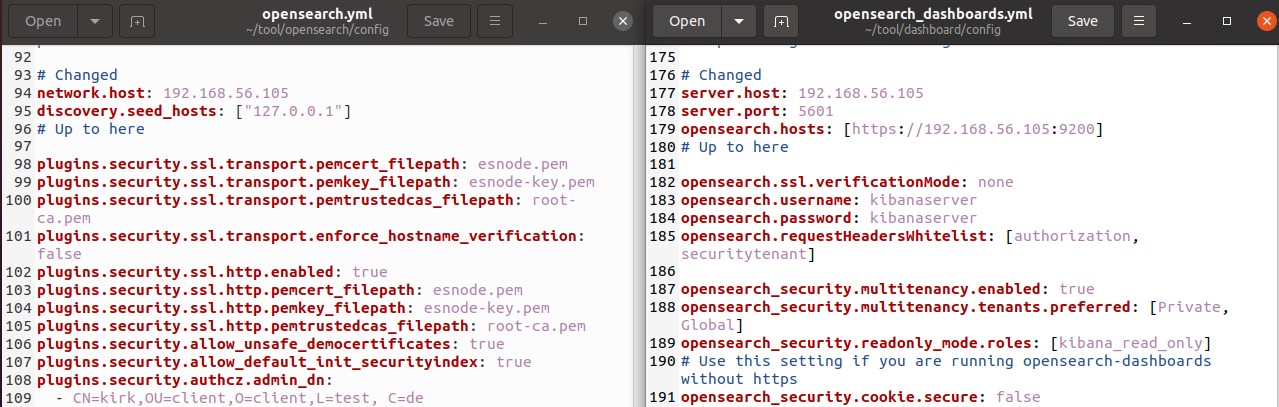 Open
opensearch.yml
~/tool/opensearch/config
Save
92
93 # Changed
94 network.host: 192.168.56.105
95 discovery.seed_hosts: ["127.0.0.1"]
96 # Up to here
97
98 plugins.security.ssl.transport.pemcert_filepath: esnode.pem
99 plugins.security.ssl.transport.pemkey_filepath: esnode-key.pem
100 plugins.security.ssl.transport.pemtrustedcas_filepath: root-
ca.pem
101 plugins.security.ssl.transport.enforce_hostname_verification:
false
102 plugins.security.ssl.http.enabled: true
103 plugins.security.ssl.http.pemcert_filepath: esnode.pem
104 plugins.security.ssl.http.pemkey_filepath: esnode-key.pem
105 plugins.security.ssl.http.pemtrustedcas_filepath: root-ca.pem
106 plugins.security.allow_unsafe_democertificates: true
107 plugins.security.allow_default_init_securityindex: true
108 plugins.security.authcz.admin_dn:
109   - CN=kirk,OU=client,O=client,L=test, C=de
Open
opensearch_dashboards.yml
~/tool/dashboard/config
Save
175
176 # Changed
177 server.host: 192.168.56.105
178 server.port: 5601
179 opensearch.hosts: [https://192.168.56.105:9200]
180 # Up to here
181
182 opensearch.ssl.verificationMode: none
183 opensearch.username: kibanaserver
184 opensearch.password: kibanaserver
185 opensearch.requestHeadersWhitelist: [authorization,
securitytenant]
186
187 opensearch_security.multitenancy.enabled: true
188 opensearch_security.multitenancy.tenants.preferred: [Private,
Global]
189 opensearch_security.readonly_mode.roles: [kibana_read_only]
190 # Use this setting if you are running opensearch-dashboards
without https
191 opensearch_security.cookie.secure: false